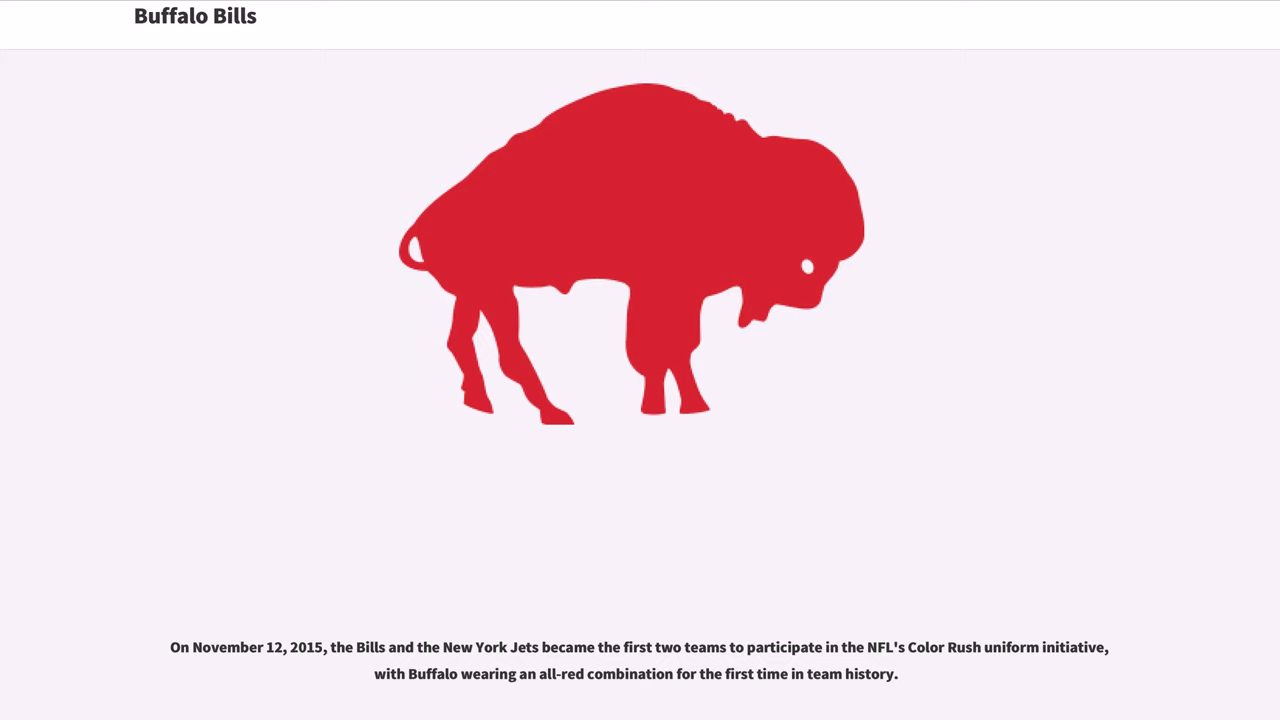 Buffalo Bills
On November 12, 2015, the Bills and the New York Jets became the first two teams to participate in the NFL's Color Rush uniform initiative,
with Buffalo wearing an all-red combination for the first time in team history.